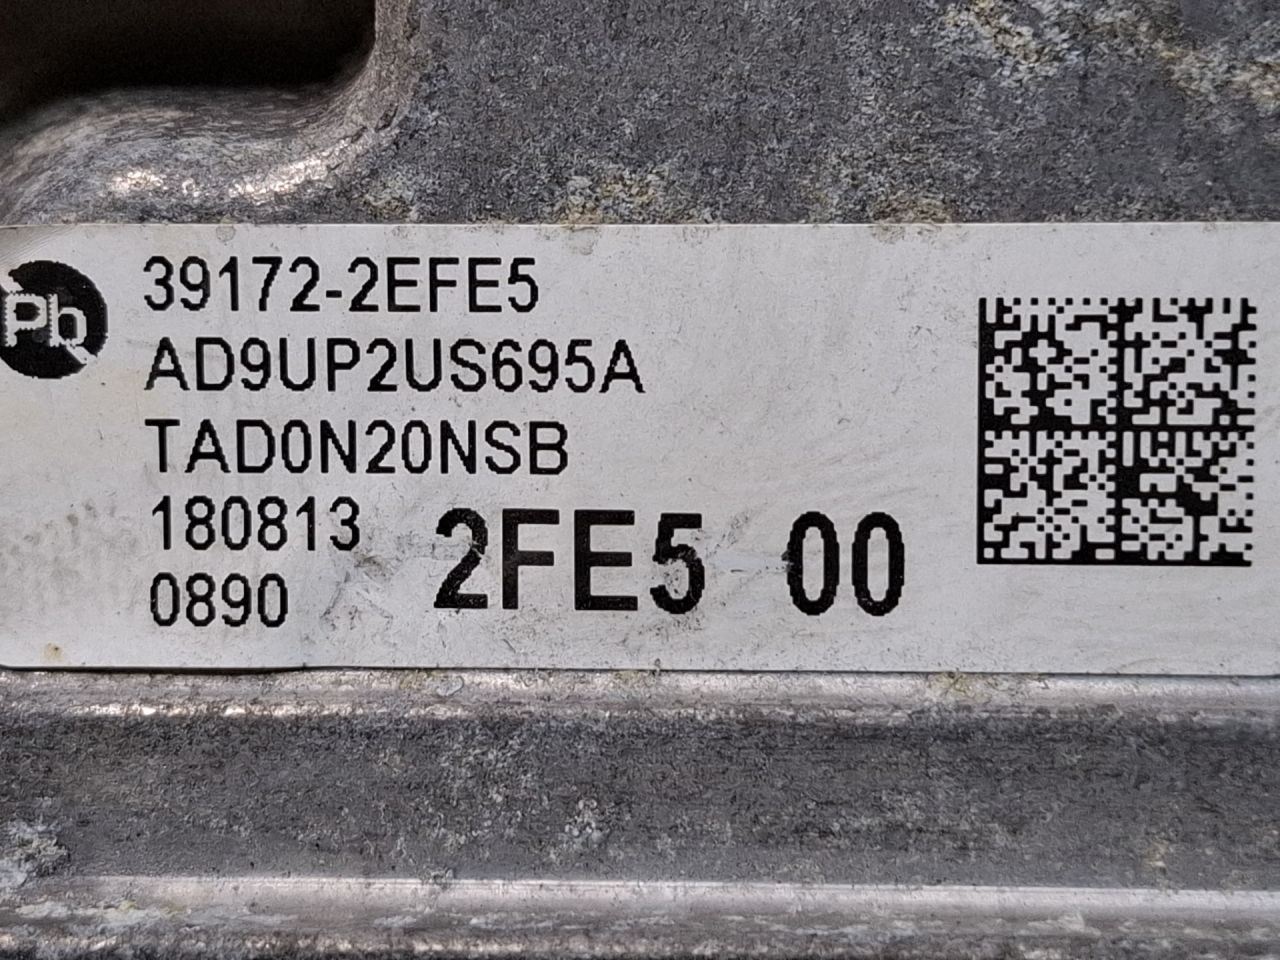 Pb
39172-2EFE5
AD9UP2US695A
TAD0N20NSB
180813
0890
2FE5 00